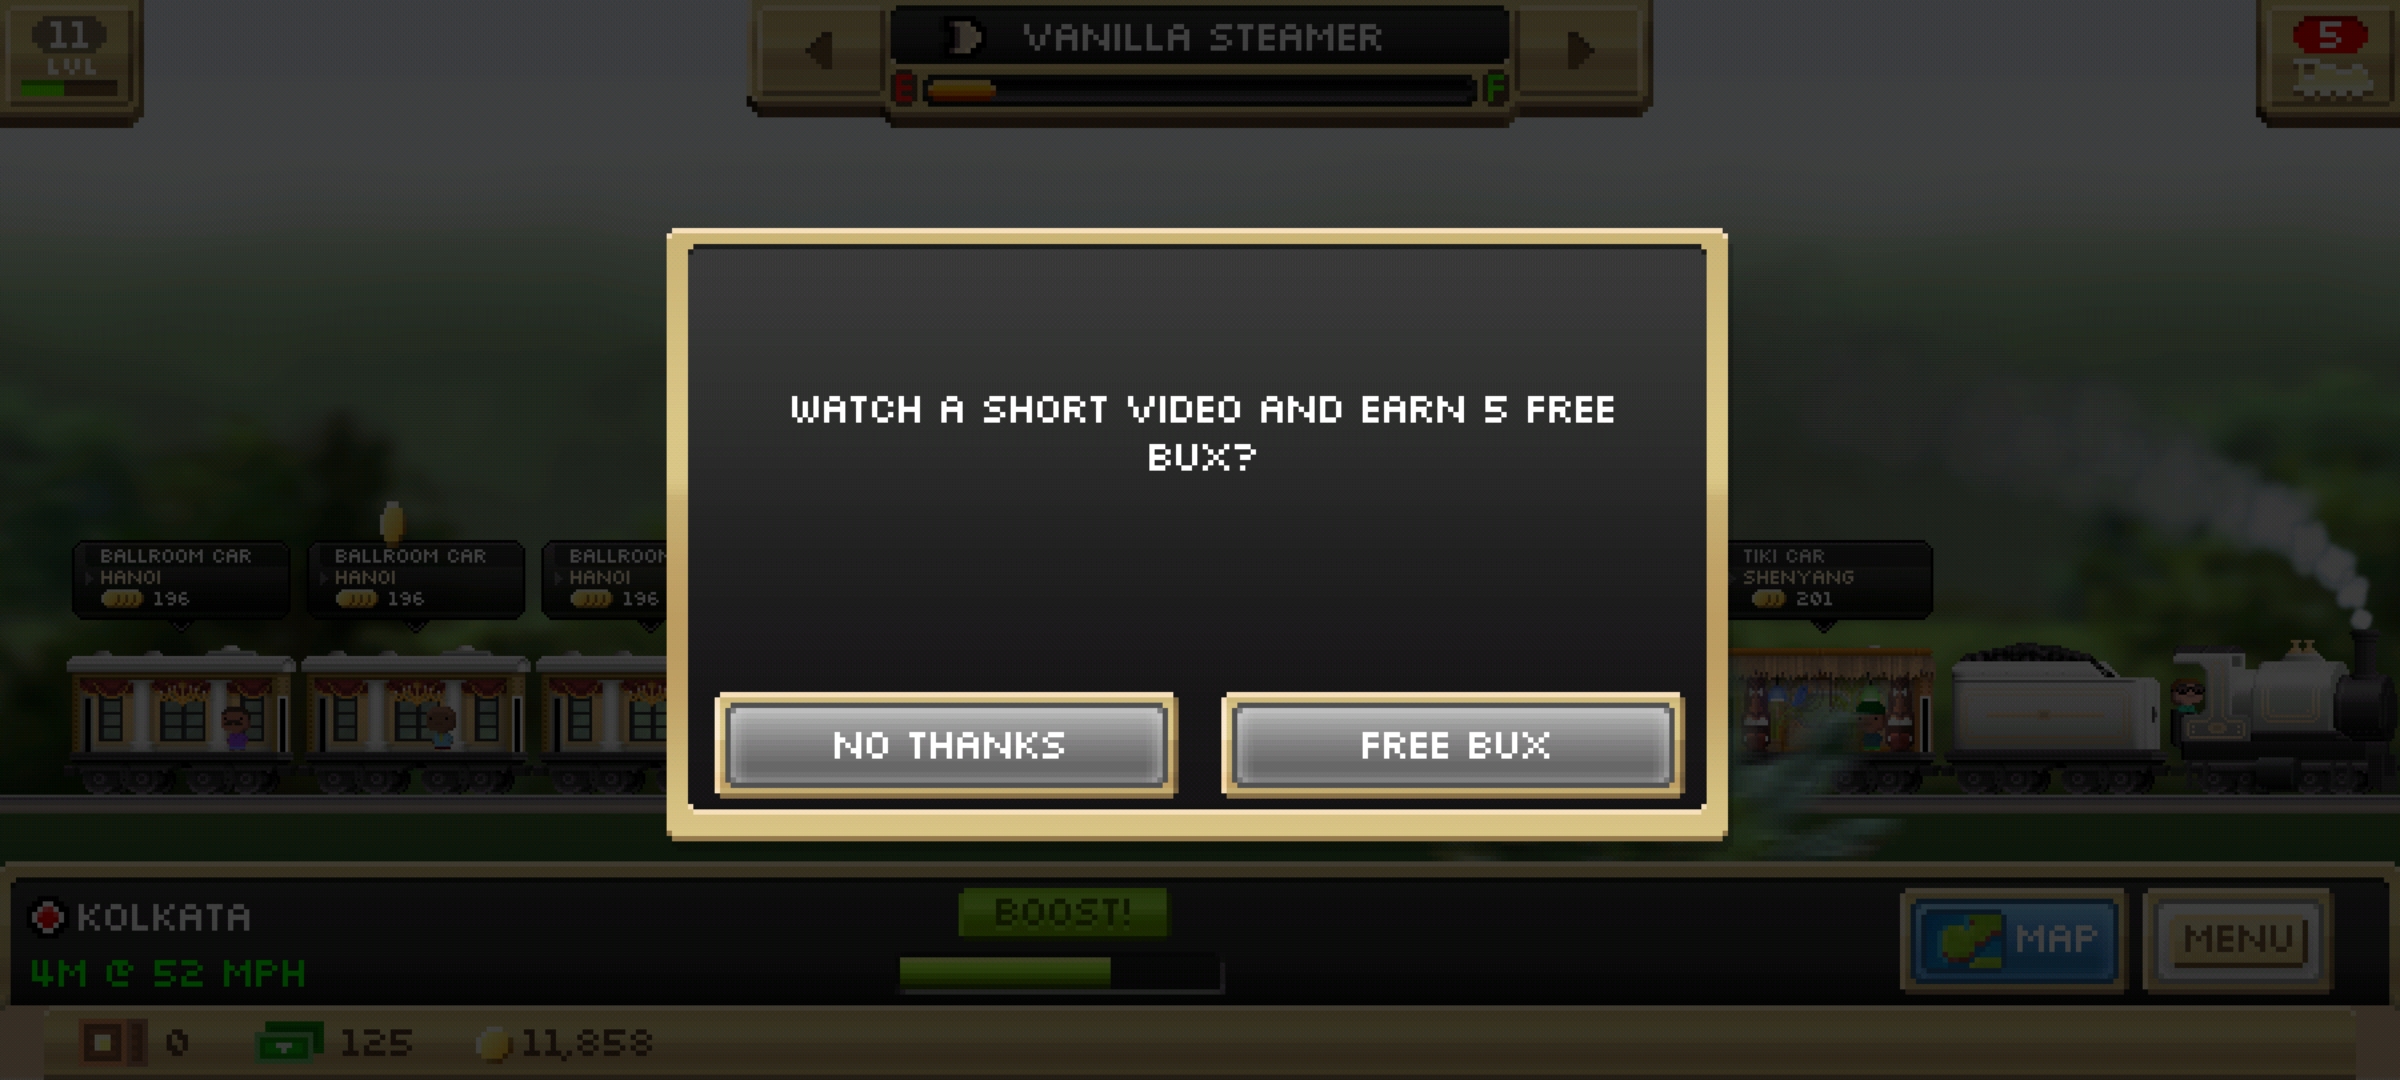 11
LVL
VANILLA STEAMER
E F
5
WATCH A SHORT VIDEO AND EARN 5 FREE
BUX?
NO THANKS
FREE BUX
BALLROOM CAR
HANOI
196
BALLROOM CAR
HANOI
196
HANOI
196
TIKI CAR
SHENYANG
201
KOLKATA
4M @ 52 MPH
BOOST!
MAP
MENU
0
125
11,858